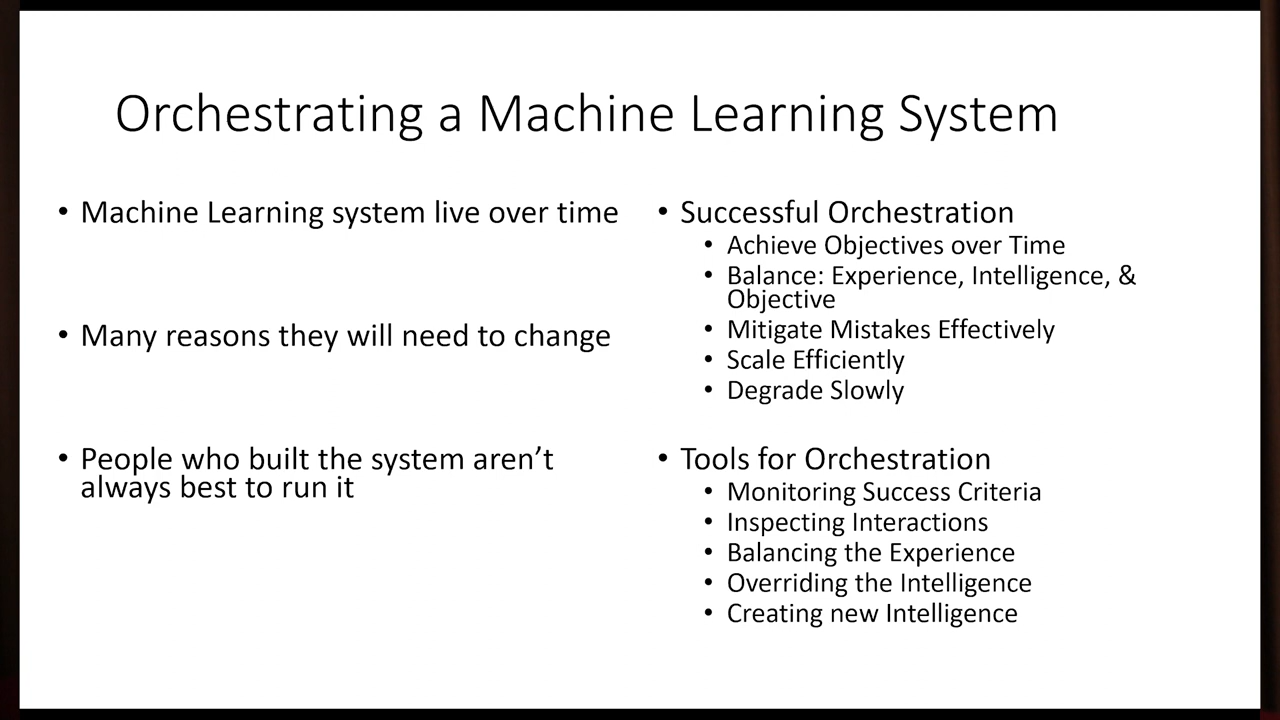 Orchestrating a Machine Learning System
• Machine Learning system live over time
• Many reasons they will need to change
• People who built the system aren’t
always best to run it
• Successful Orchestration
• Achieve Objectives over Time
• Balance: Experience, Intelligence, &
Objective
• Mitigate Mistakes Effectively
• Scale Efficiently
• Degrade Slowly
• Tools for Orchestration
• Monitoring Success Criteria
• Inspecting Interactions
• Balancing the Experience
• Overriding the Intelligence
• Creating new Intelligence